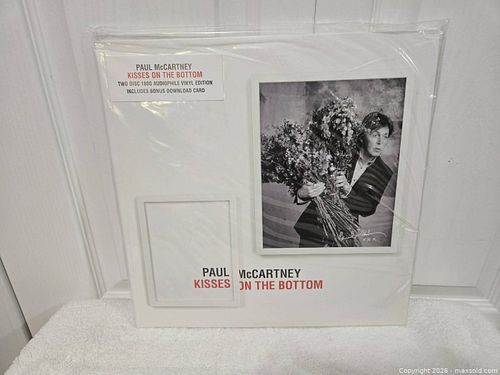 PAUL McCARTNEY
KISSES ON THE BOTTOM
TWO DISC 180G AUDIOPHILE VINYL EDITION
INCLUDES BONUS DOWNLOAD CARD
PAUL McCARTNEY
KISSES ON THE BOTTOM
Copyright 2026 - maxsold.com